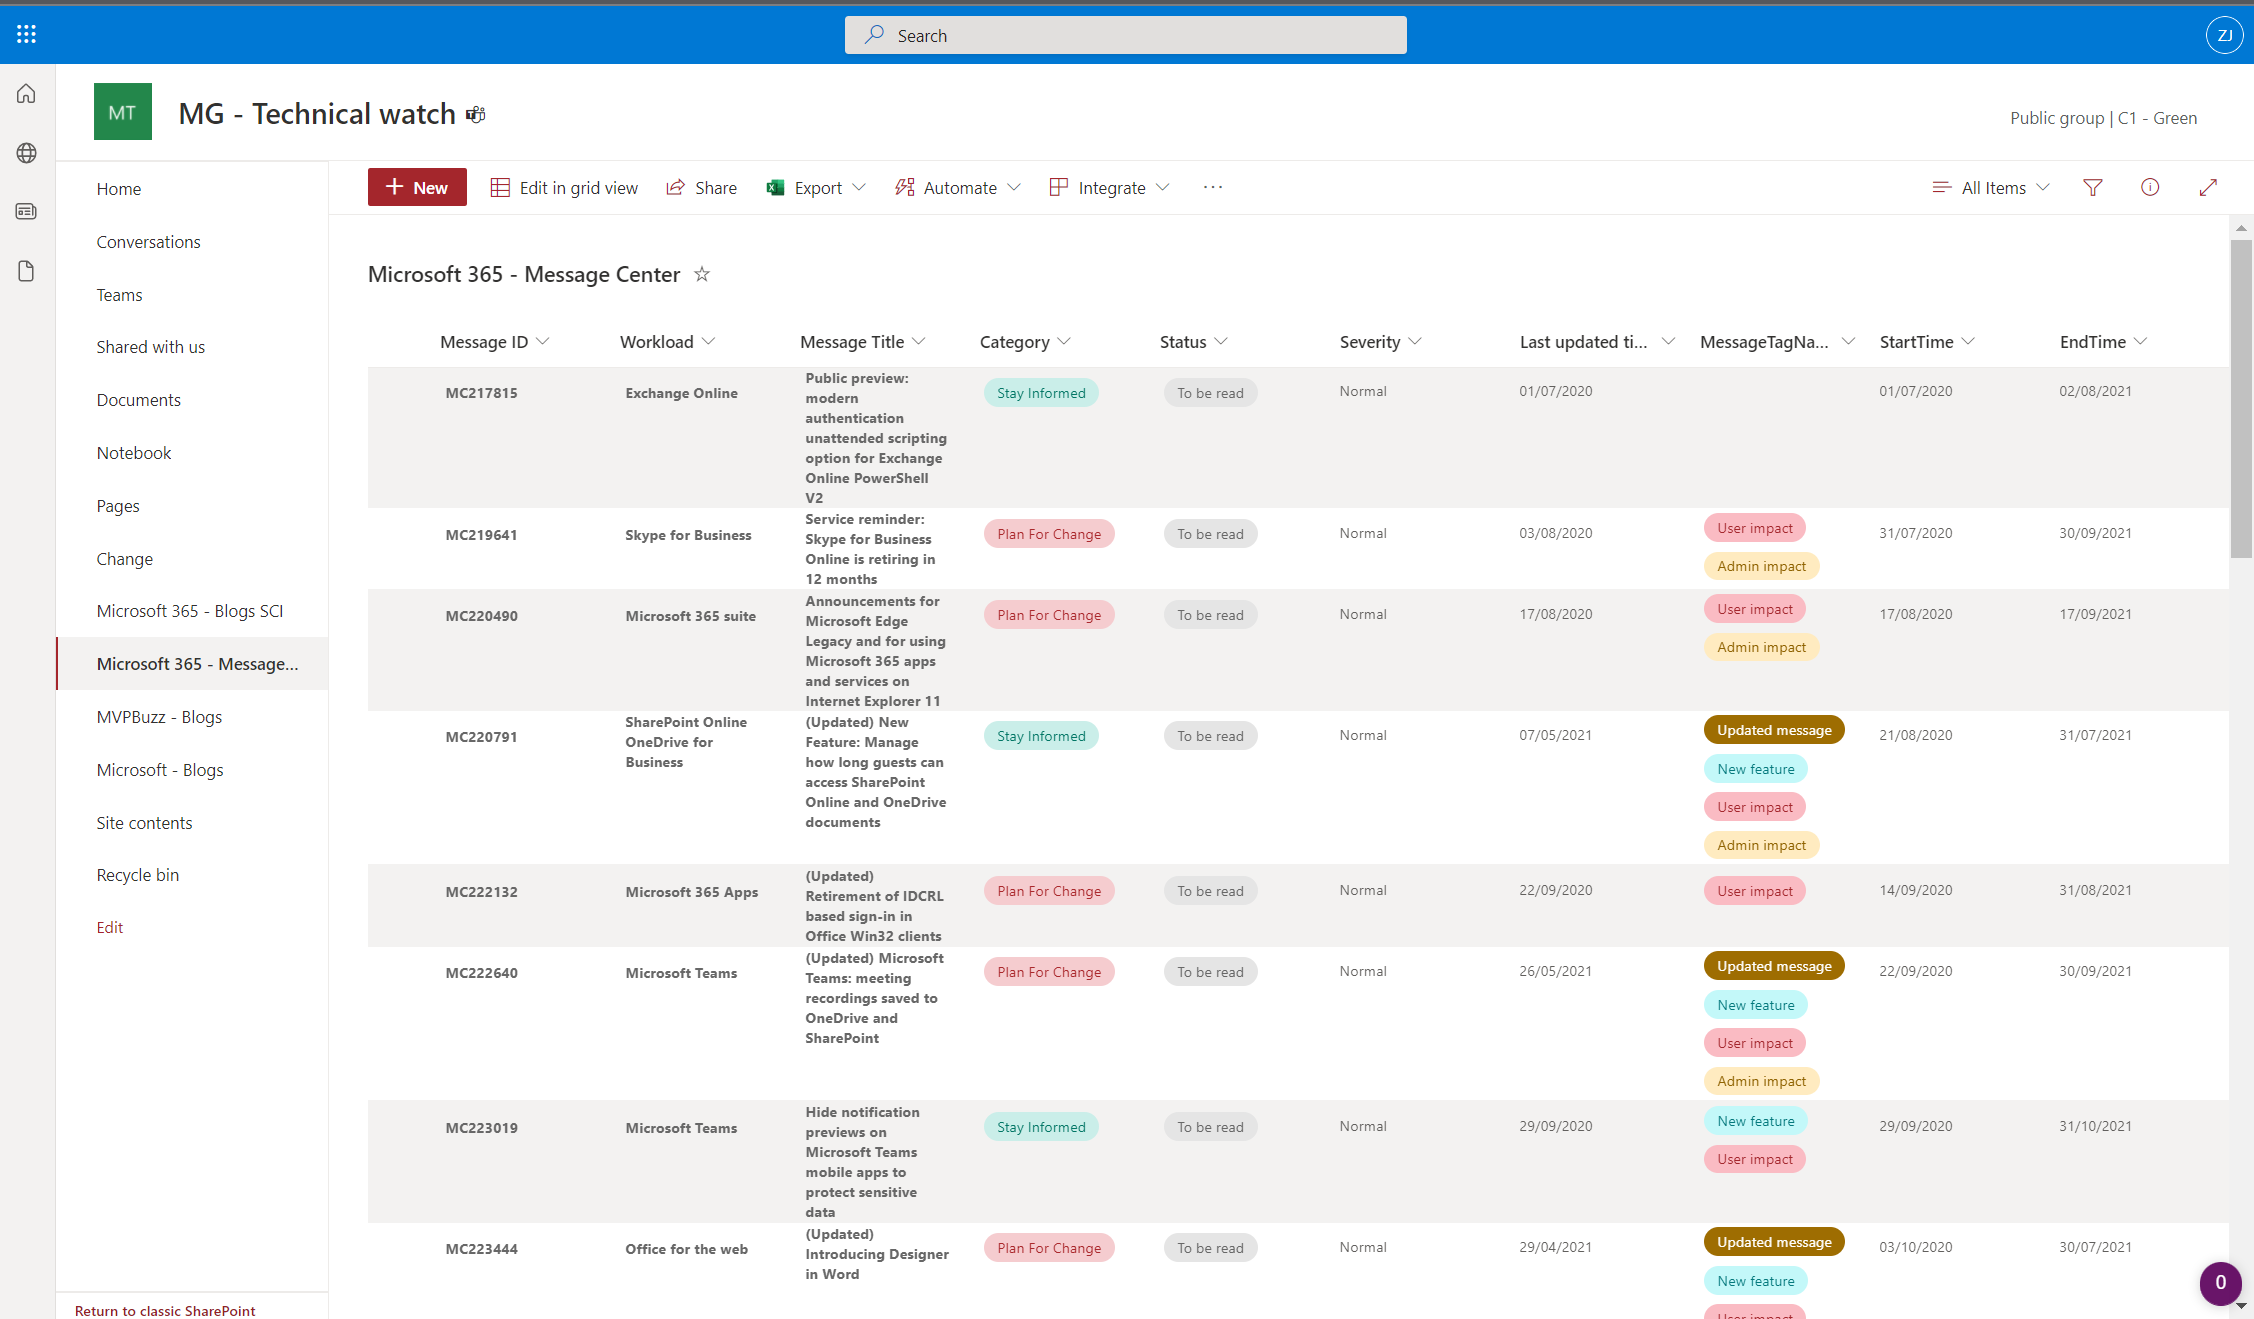 Search
ZJ
MT
MG - Technical watch
Public group | C1 - Green
Home
Conversations
Teams
Shared with us
Documents
Notebook
Pages
Change
Microsoft 365 - Blogs SCI
Microsoft 365 - Message...
MVPBuzz - Blogs
Microsoft - Blogs
Site contents
Recycle bin
Edit
Return to classic SharePoint
New
Edit in grid view
Share
Export
Automate
Integrate
...
All Items
Microsoft 365 - Message Center
Message ID
Workload
Message Title
Category
Status
Severity
Last updated ti...
MessageTagNa...
StartTime
EndTime
MC217815
Exchange Online
Public preview:
modern
authentication
unattended scripting
option for Exchange
Online PowerShell
V2
Stay Informed
To be read
Normal
01/07/2020
01/07/2020
02/08/2021
MC219641
Skype for Business
Service reminder:
Skype for Business
Online is retiring in
12 months
Plan For Change
To be read
Normal
03/08/2020
User impact
Admin impact
31/07/2020
30/09/2021
MC220490
Microsoft 365 suite
Announcements for
Microsoft Edge
Legacy and for using
Microsoft 365 apps
and services on
Internet Explorer 11
Plan For Change
To be read
Normal
17/08/2020
User impact
Admin impact
17/08/2020
17/09/2021
MC220791
SharePoint Online
OneDrive for
Business
(Updated) New
Feature: Manage
how long guests can
access SharePoint
Online and OneDrive
documents
Stay Informed
To be read
Normal
07/05/2021
Updated message
New feature
User impact
Admin impact
21/08/2020
31/07/2021
MC222132
Microsoft 365 Apps
(Updated)
Retirement of IDCRL
based sign-in in
Office Win32 clients
Plan For Change
To be read
Normal
22/09/2020
User impact
14/09/2020
31/08/2021
MC222640
Microsoft Teams
(Updated) Microsoft
Teams: meeting
recordings saved to
OneDrive and
SharePoint
Plan For Change
To be read
Normal
26/05/2021
Updated message
New feature
User impact
Admin impact
22/09/2020
30/09/2021
MC223019
Microsoft Teams
Hide notification
previews on
Microsoft Teams
mobile apps to
protect sensitive
data
Stay Informed
To be read
Normal
29/09/2020
New feature
User impact
29/09/2020
31/10/2021
MC223444
Office for the web
(Updated)
Introducing Designer
in Word
Plan For Change
To be read
Normal
29/04/2021
Updated message
New feature
User impact
03/10/2020
30/07/2021
0